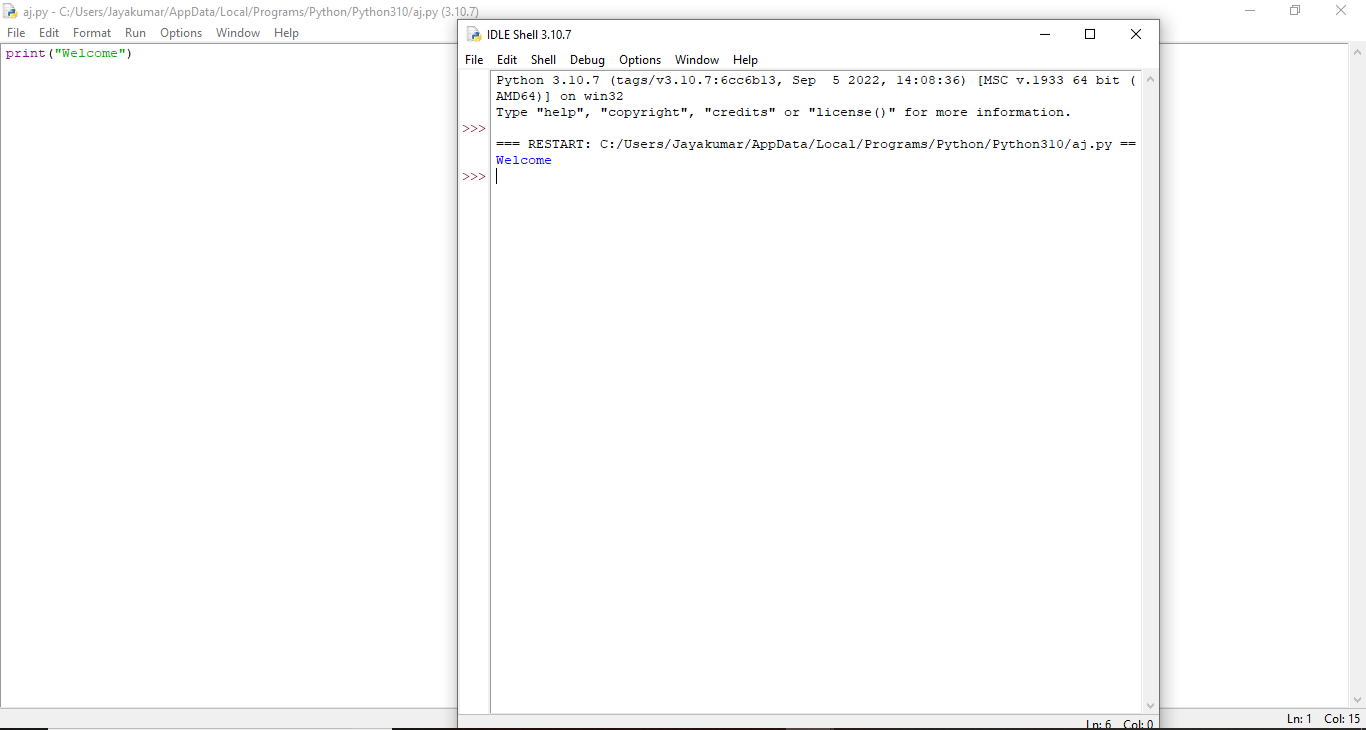 aj.py - C:/Users/Jayakumar/AppData/Local/Programs/Python/Python310/aj.py (3.10.7)
File Edit Format Run Options Window Help
print("Welcome")
IDLE Shell 3.10.7
File Edit Shell Debug Options Window Help
Python 3.10.7 (tags/v3.10.7:6cc6b13, Sep  5 2022, 14:08:36) [MSC v.1933 64 bit (
AMD64)] on win32
Type "help", "copyright", "credits" or "license()" for more information.
>>>
=== RESTART: C:/Users/Jayakumar/AppData/Local/Programs/Python/Python310/aj.py ==
Welcome
>>>
Ln: 6 Col: 0
Ln: 1 Col: 15